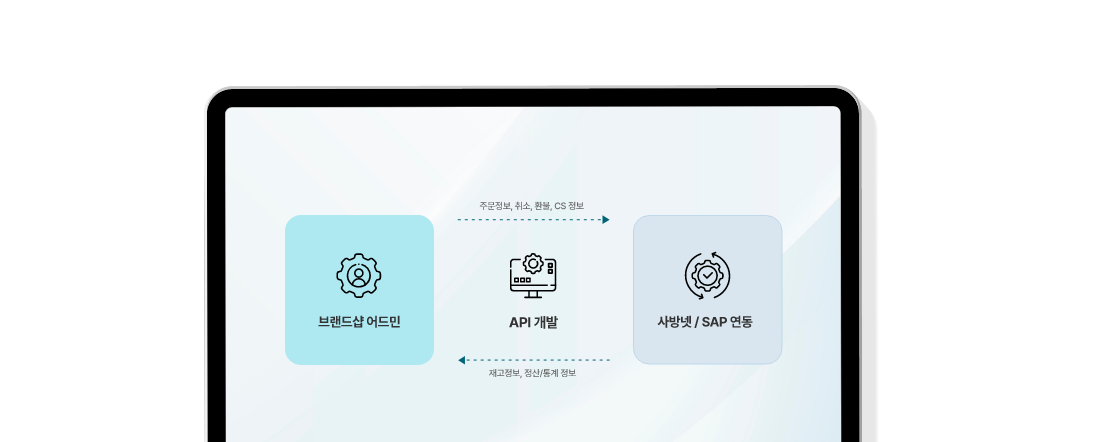 주문정보, 취소, 환불, CS 정보
브랜드샵 어드민
API 개발
사방넷 / SAP 연동
재고정보, 정산/통계 정보